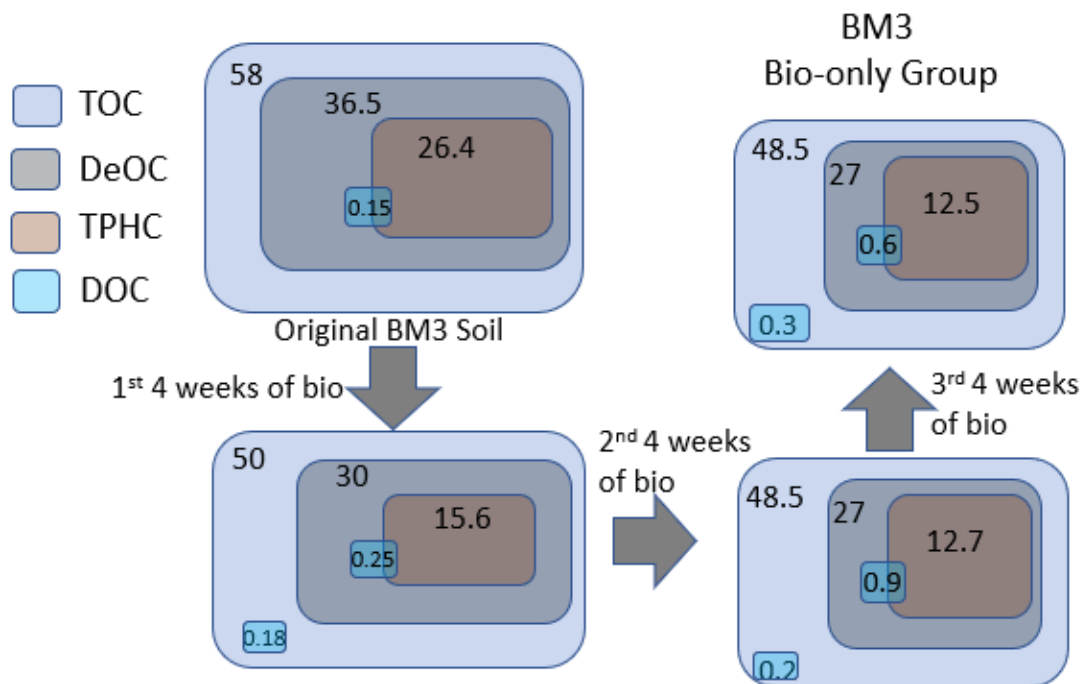 BM3
Bio-only Group
TOC
DeOC
TPHC
DOC
58
36.5
26.4
0.15
Original BM3 Soil
1st 4 weeks of bio
50
30
15.6
0.25
0.18
2nd 4 weeks
of bio
48.5
27
12.7
0.9
0.2
3rd 4 weeks
of bio
48.5
27
12.5
0.6
0.3